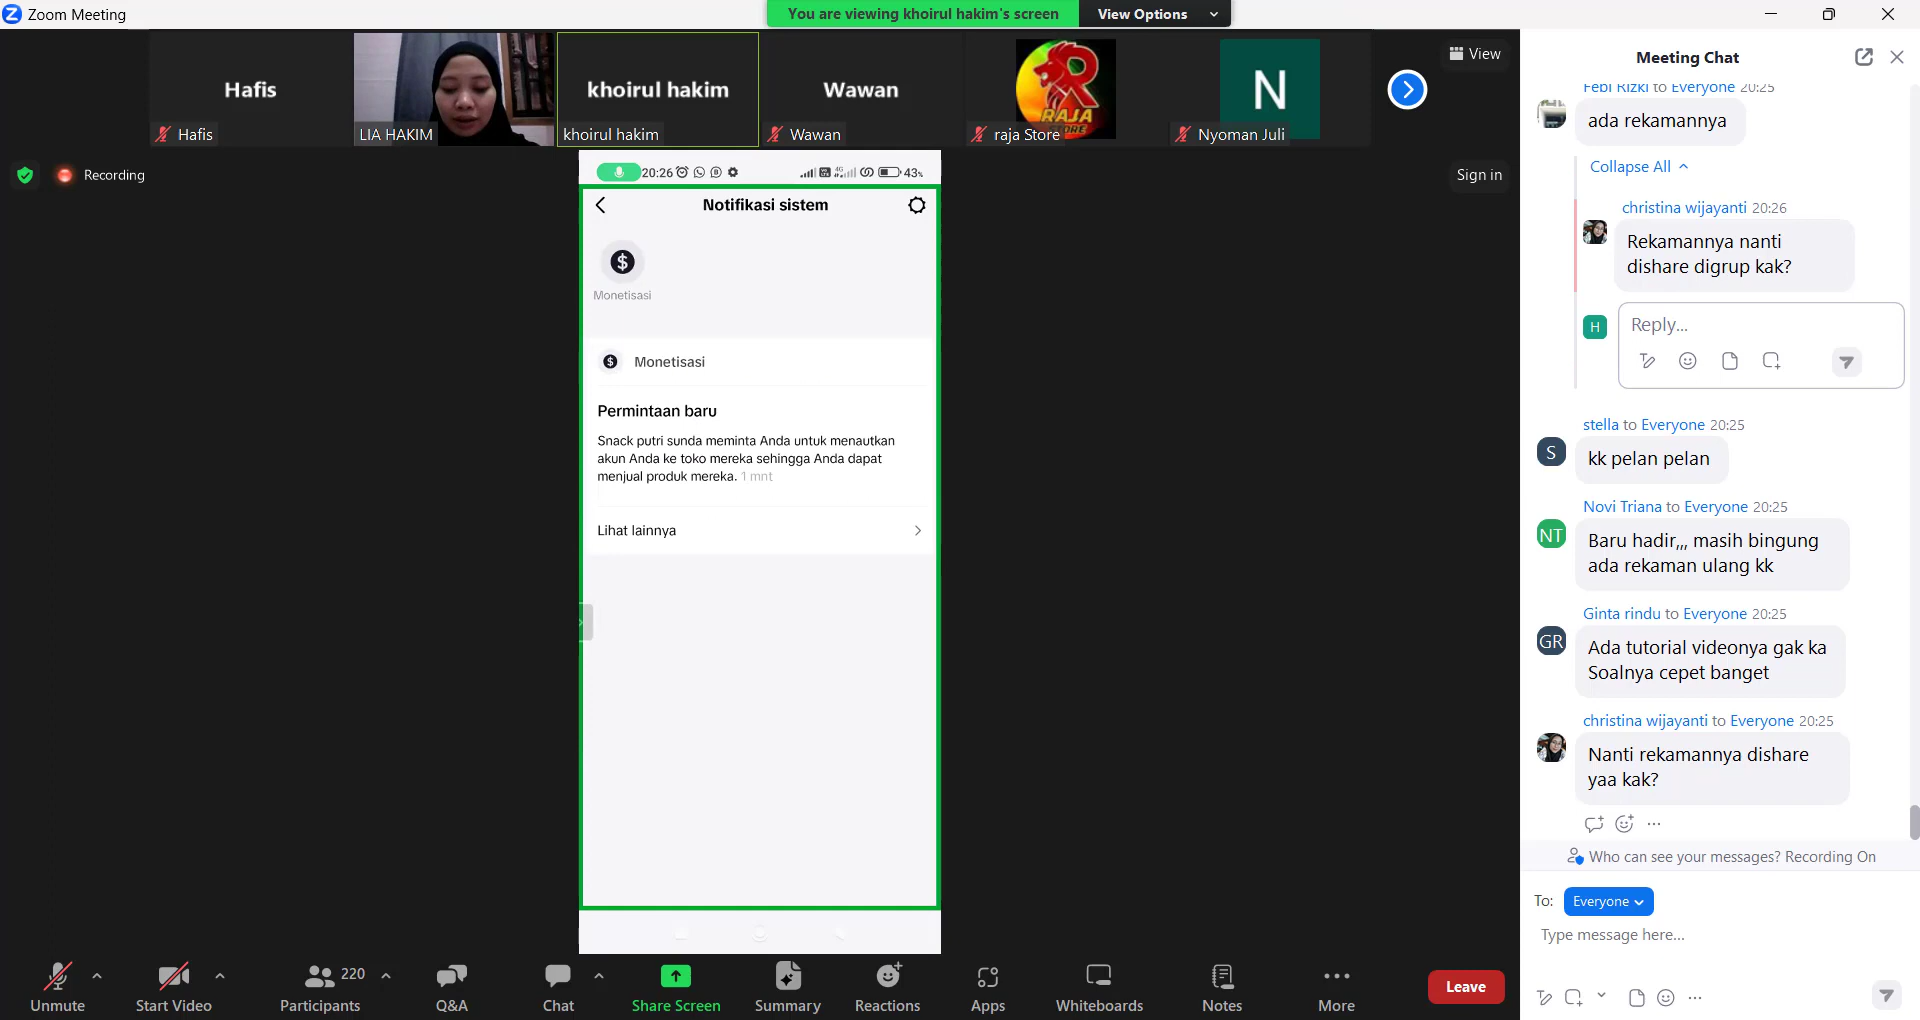 Zoom Meeting
You are viewing khoirul hakim's screen
View Options
Hafis
Hafis
LIA HAKIM
khoirul hakim
khoirul hakim
Wawan
Wawan
RAJA
raja Store
N
Nyoman Juli
View
Recording
Sign in
20:26
43%
Notifikasi sistem
Monetisasi
Monetisasi
Permintaan baru
Snack putri sunda meminta Anda untuk menautkan
akun Anda ke toko mereka sehingga Anda dapat
menjual produk mereka. 1 mnt
Lihat lainnya
Meeting Chat
Febi Rizki to Everyone 20:25
ada rekamannya
Collapse All
christina wijayanti 20:26
Rekamannya nanti
dishare digrup kak?
H
Reply...
stella to Everyone 20:25
S
kk pelan pelan
Novi Triana to Everyone 20:25
NT
Baru hadir,,, masih bingung
ada rekaman ulang kk
Ginta rindu to Everyone 20:25
GR
Ada tutorial videonya gak ka
Soalnya cepet banget
christina wijayanti to Everyone 20:25
Nanti rekamannya dishare
yaa kak?
Who can see your messages? Recording On
To: Everyone
Type message here...
Unmute
Start Video
220
Participants
Q&A
Chat
Share Screen
Summary
Reactions
Apps
Whiteboards
Notes
More
Leave